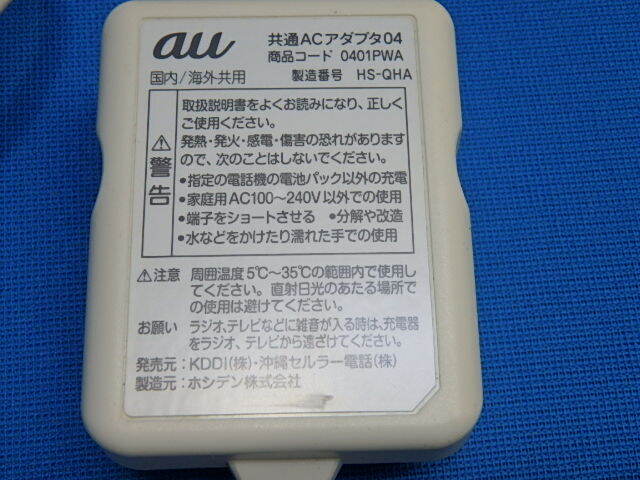 au
共通ACアダプタ04
商品コード 0401PWA
国内/海外共用
製造番号 HS-QHA
⚠警告
取扱説明書をよくお読みになり、正しく
ご使用ください。
発熱・発火・感電・傷害の恐れがあります
ので、次のことはしないでください。
•指定の電話機の電池パック以外の充電
•家庭用AC100〜240V以外での使用
•端子をショートさせる •分解や改造
•水などをかけたり濡れた手での使用
⚠注意 周囲温度5℃〜35℃の範囲内で使用し
てください。直射日光のあたる場所で
の使用は避けてください。
お願い ラジオ、テレビなどに雑音が入る時は、充電器
をラジオ、テレビから遠ざけてください。
発売元:KDDI(株)・沖縄セルラー電話(株)
製造元:ホシデン株式会社